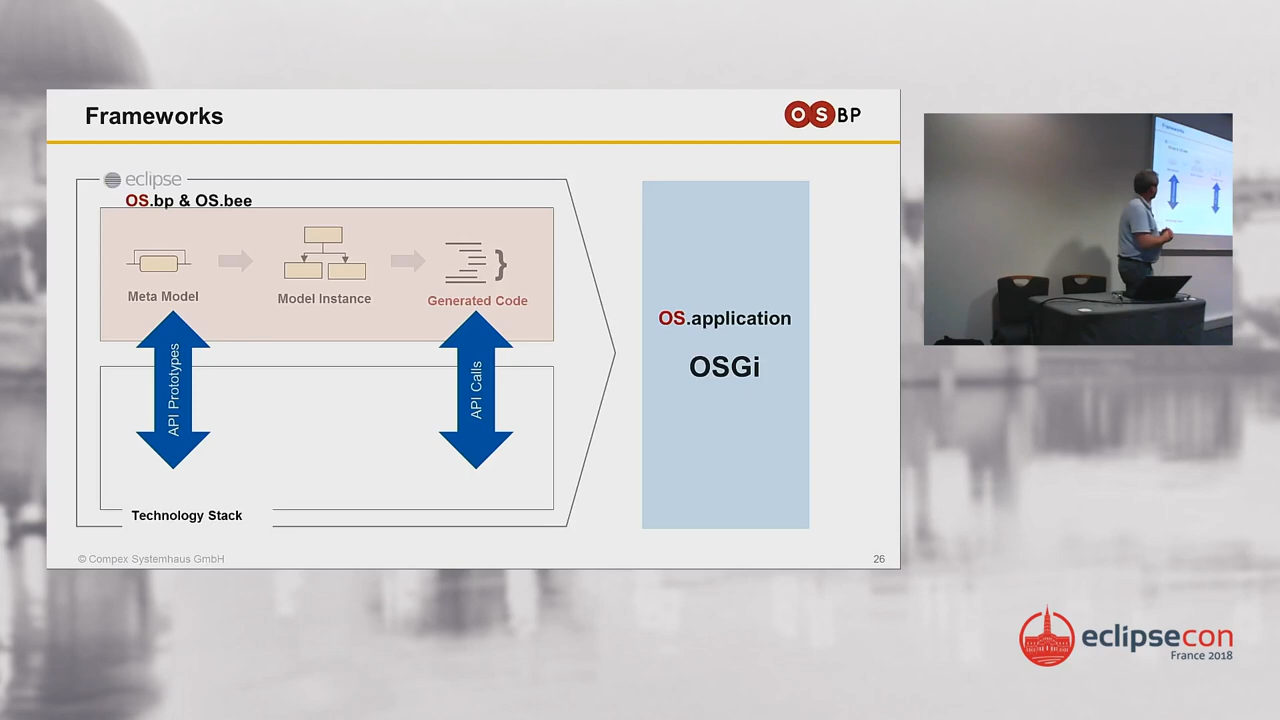 Frameworks
OSBP
eclipse
OS.bp & OS.bee
Meta Model
Model Instance
}
Generated Code
API Prototypes
API Calls
Technology Stack
OS.application
OSGi
© Compex Systemhaus GmbH
26
Frameworks
eclipsecon
France 2018